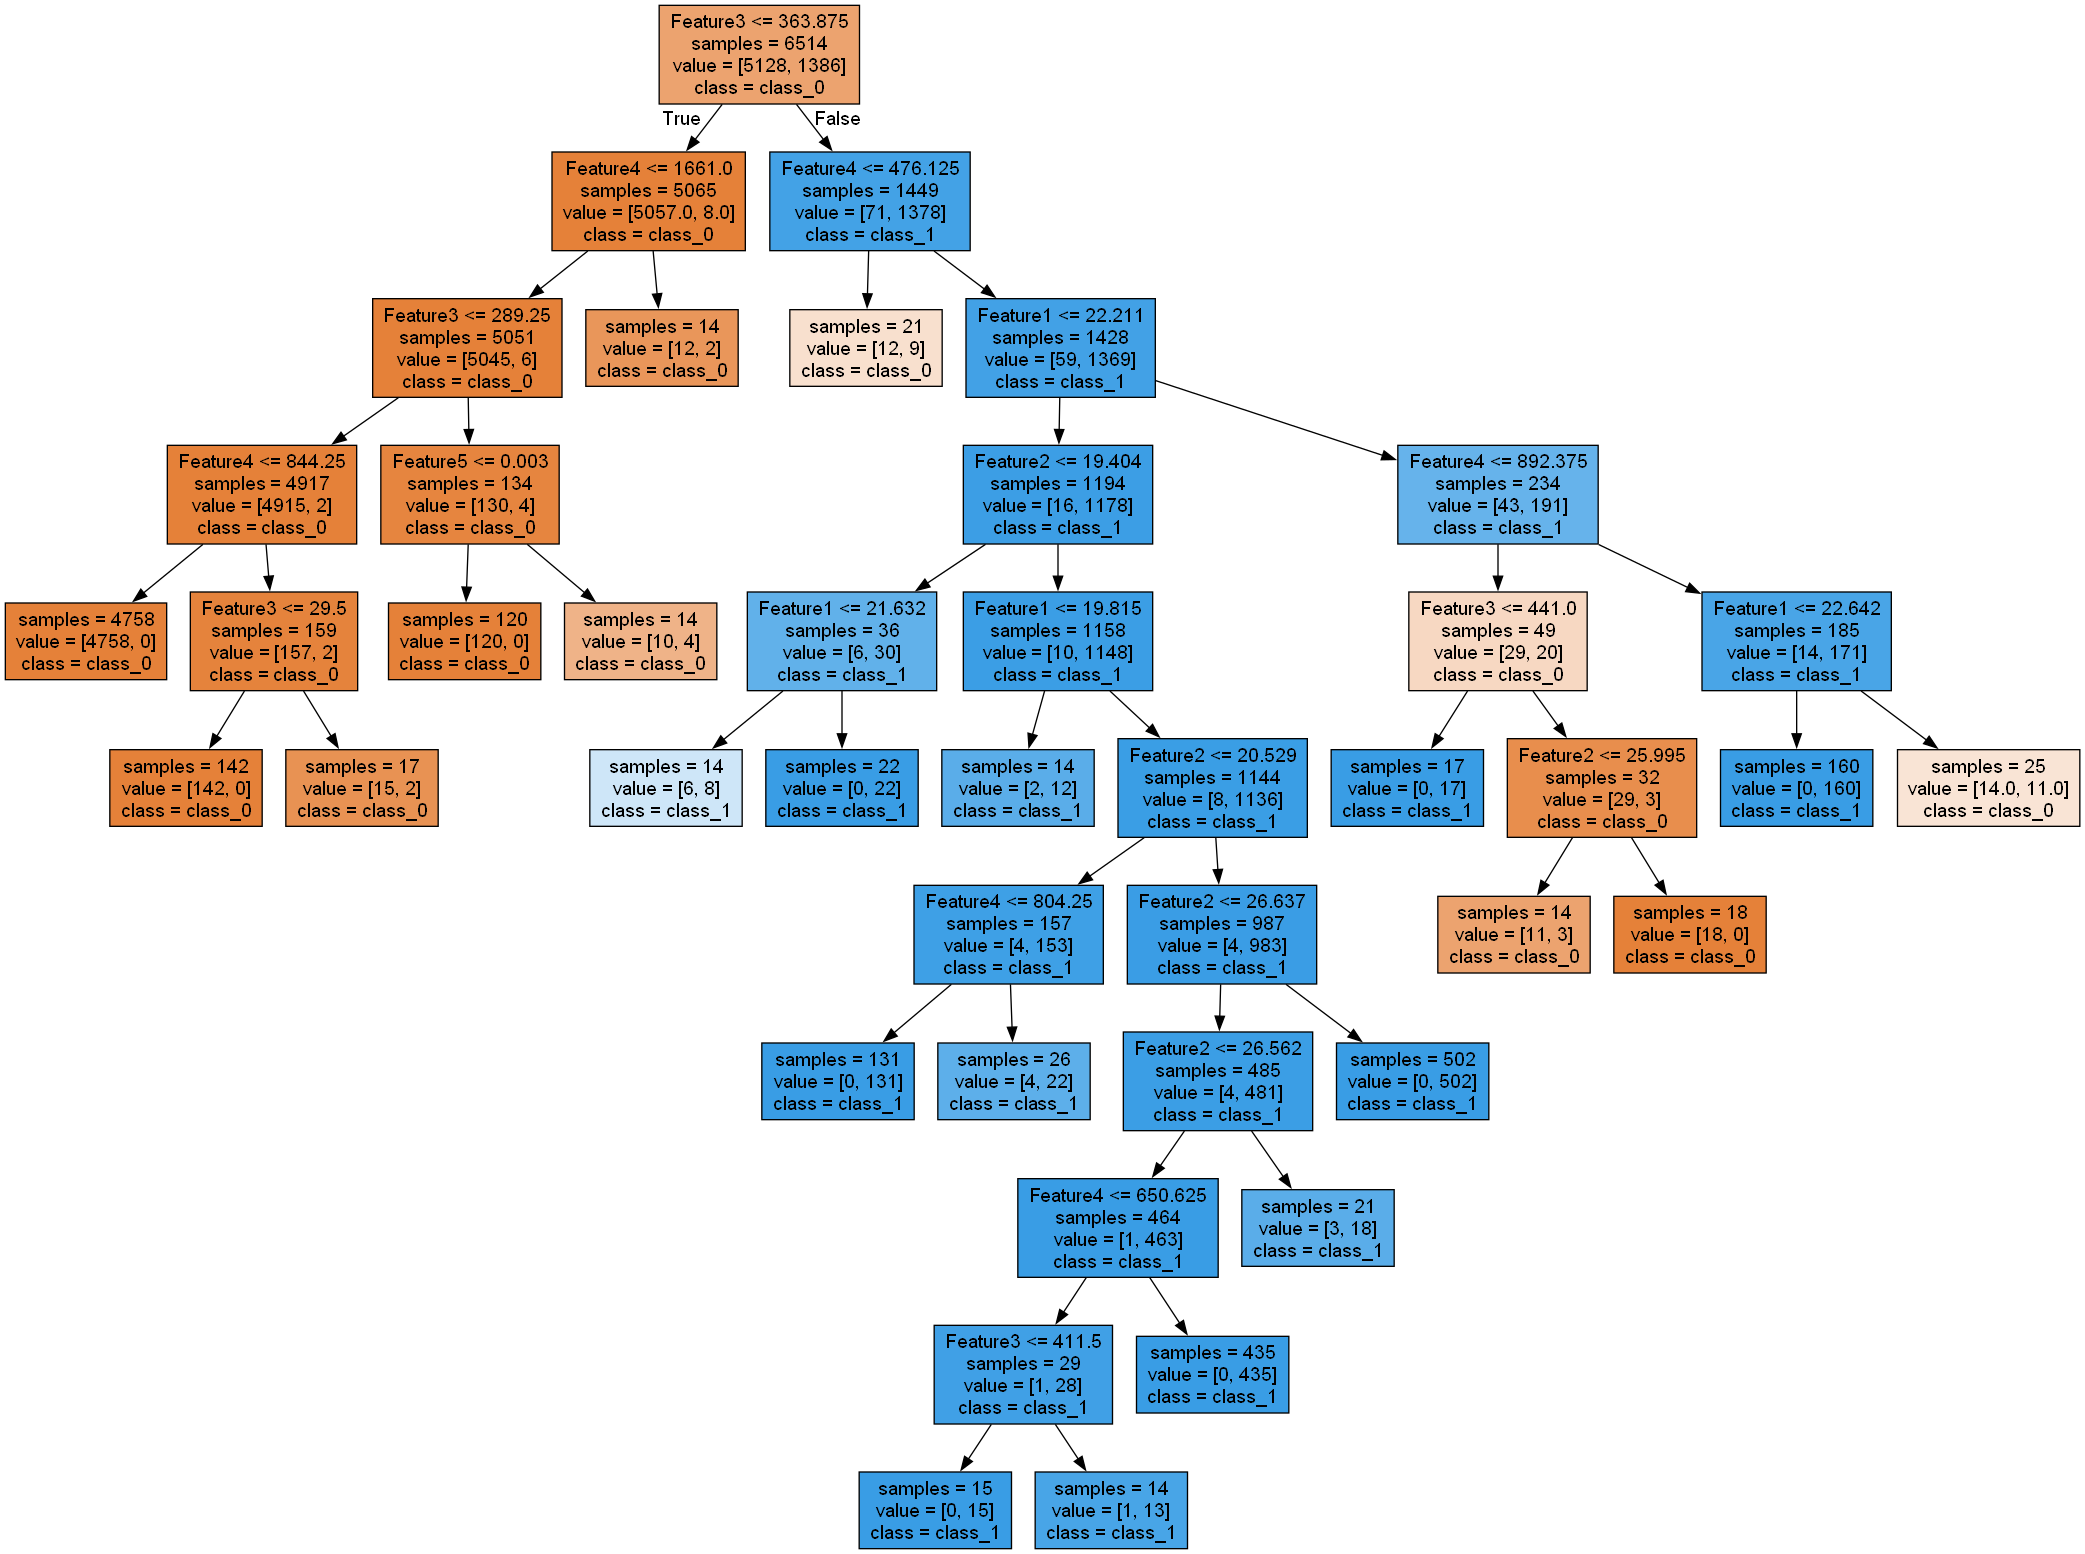 Feature3 <= 363.875
samples = 6514
value = [5128, 1386]
class = class_0
True
False
Feature4 <= 1661.0
samples = 5065
value = [5057.0, 8.0]
class = class_0
Feature4 <= 476.125
samples = 1449
value = [71, 1378]
class = class_1
Feature3 <= 289.25
samples = 5051
value = [5045, 6]
class = class_0
samples = 14
value = [12, 2]
class = class_0
samples = 21
value = [12, 9]
class = class_0
Feature1 <= 22.211
samples = 1428
value = [59, 1369]
class = class_1
Feature4 <= 844.25
samples = 4917
value = [4915, 2]
class = class_0
Feature5 <= 0.003
samples = 134
value = [130, 4]
class = class_0
Feature2 <= 19.404
samples = 1194
value = [16, 1178]
class = class_1
Feature4 <= 892.375
samples = 234
value = [43, 191]
class = class_1
samples = 4758
value = [4758, 0]
class = class_0
Feature3 <= 29.5
samples = 159
value = [157, 2]
class = class_0
samples = 120
value = [120, 0]
class = class_0
samples = 14
value = [10, 4]
class = class_0
Feature1 <= 21.632
samples = 36
value = [6, 30]
class = class_1
Feature1 <= 19.815
samples = 1158
value = [10, 1148]
class = class_1
Feature3 <= 441.0
samples = 49
value = [29, 20]
class = class_0
Feature1 <= 22.642
samples = 185
value = [14, 171]
class = class_1
samples = 142
value = [142, 0]
class = class_0
samples = 17
value = [15, 2]
class = class_0
samples = 14
value = [6, 8]
class = class_1
samples = 22
value = [0, 22]
class = class_1
samples = 14
value = [2, 12]
class = class_1
Feature2 <= 20.529
samples = 1144
value = [8, 1136]
class = class_1
samples = 17
value = [0, 17]
class = class_1
Feature2 <= 25.995
samples = 32
value = [29, 3]
class = class_0
samples = 160
value = [0, 160]
class = class_1
samples = 25
value = [14.0, 11.0]
class = class_0
Feature4 <= 804.25
samples = 157
value = [4, 153]
class = class_1
Feature2 <= 26.637
samples = 987
value = [4, 983]
class = class_1
samples = 14
value = [11, 3]
class = class_0
samples = 18
value = [18, 0]
class = class_0
samples = 131
value = [0, 131]
class = class_1
samples = 26
value = [4, 22]
class = class_1
Feature2 <= 26.562
samples = 485
value = [4, 481]
class = class_1
samples = 502
value = [0, 502]
class = class_1
Feature4 <= 650.625
samples = 464
value = [1, 463]
class = class_1
samples = 21
value = [3, 18]
class = class_1
Feature3 <= 411.5
samples = 29
value = [1, 28]
class = class_1
samples = 435
value = [0, 435]
class = class_1
samples = 15
value = [0, 15]
class = class_1
samples = 14
value = [1, 13]
class = class_1